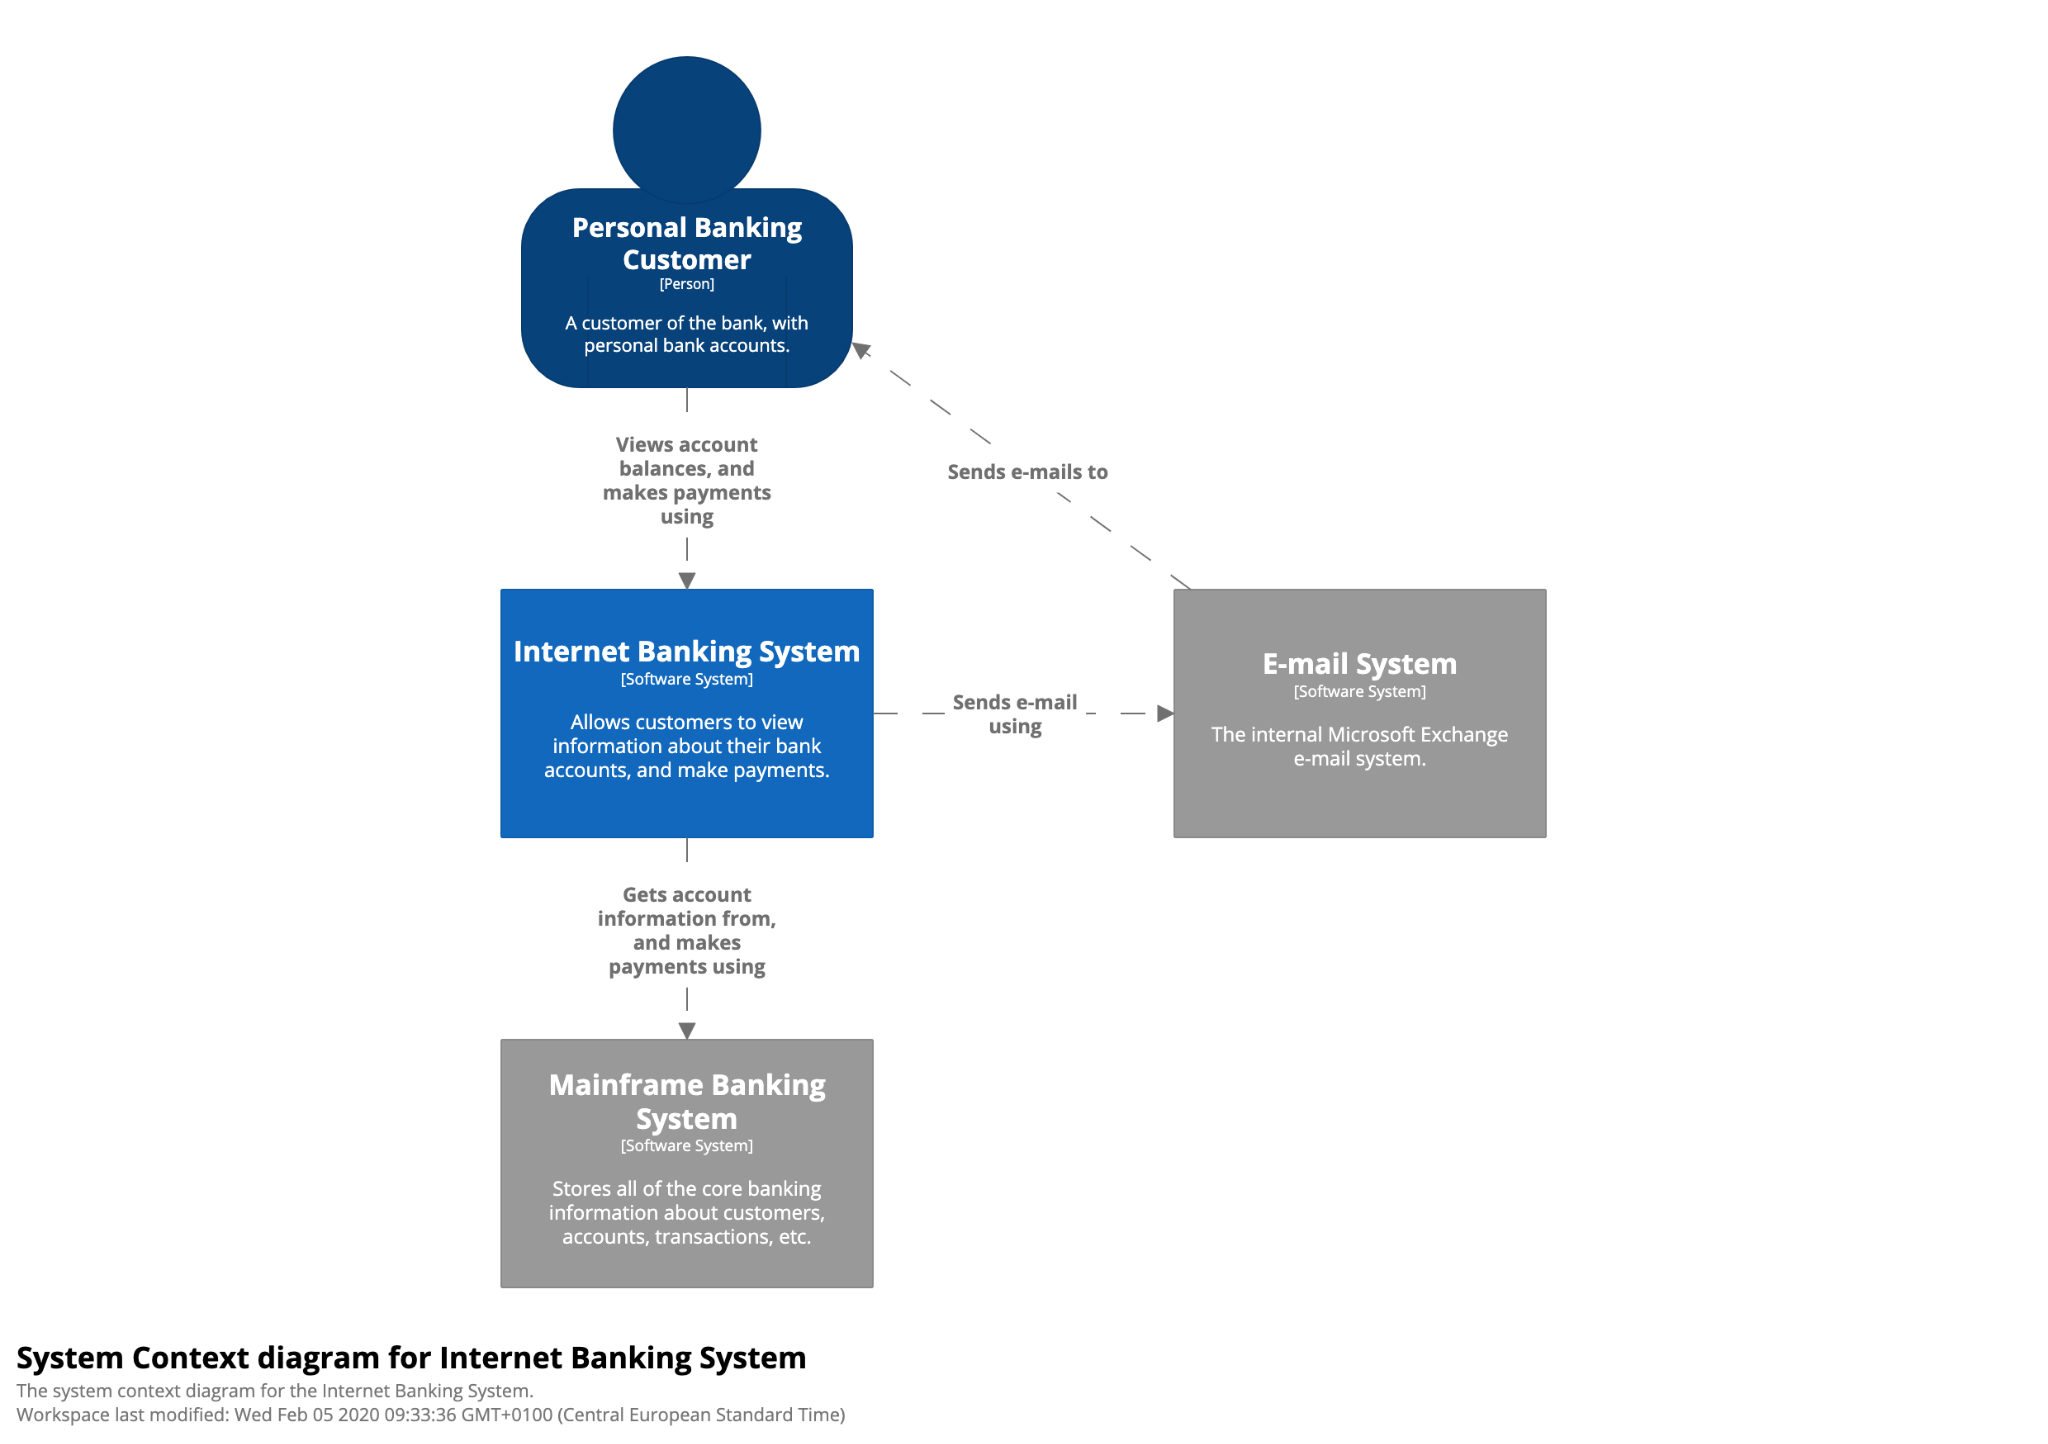 Personal Banking
Customer
[Person]
A customer of the bank, with
personal bank accounts.
Views account
balances, and
makes payments
using
Sends e-mails to
Internet Banking System
[Software System]
Allows customers to view
information about their bank
accounts, and make payments.
Sends e-mail
using
E-mail System
[Software System]
The internal Microsoft Exchange
e-mail system.
Gets account
information from,
and makes
payments using
Mainframe Banking
System
[Software System]
Stores all of the core banking
information about customers,
accounts, transactions, etc.
System Context diagram for Internet Banking System
The system context diagram for the Internet Banking System.
Workspace last modified: Wed Feb 05 2020 09:33:36 GMT+0100 (Central European Standard Time)